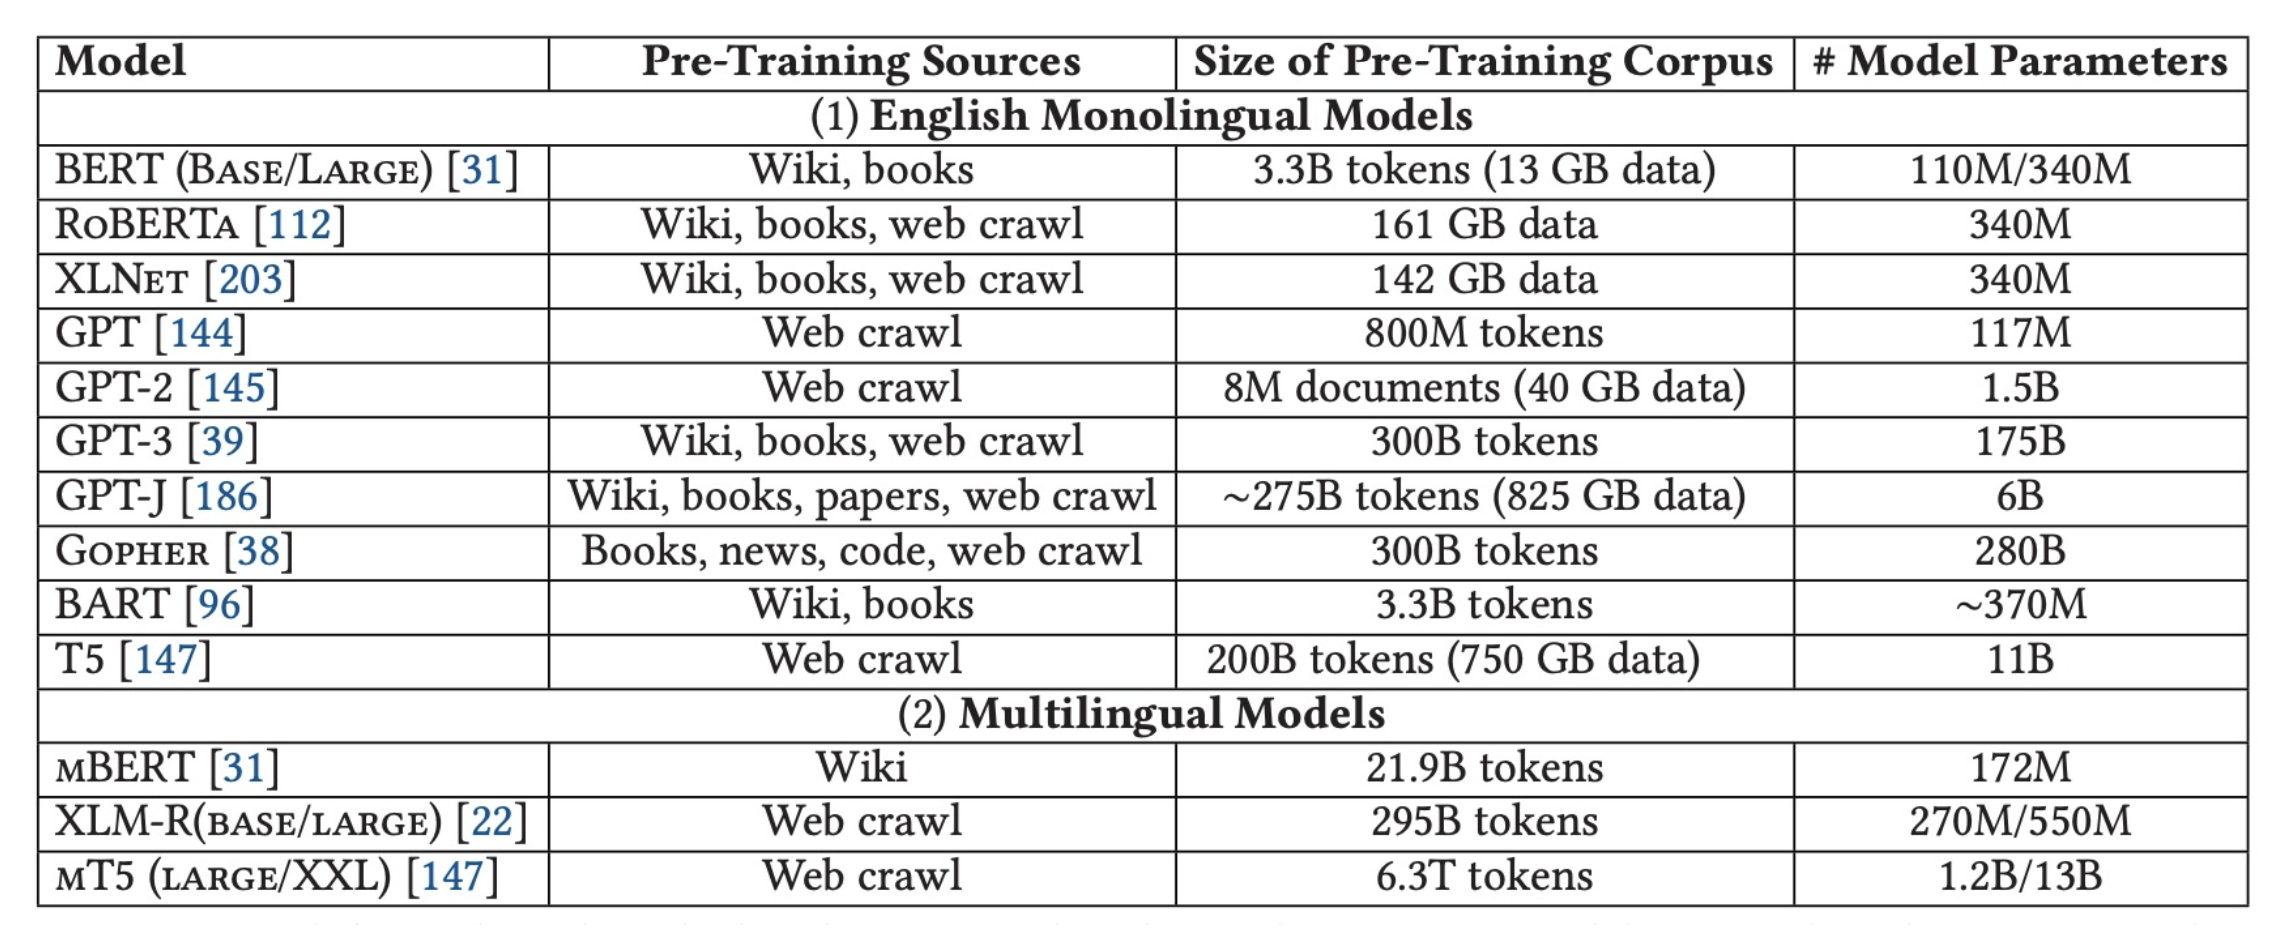 Model Pre-Training Sources Size of Pre-Training Corpus # Model Parameters
(1) English Monolingual Models
BERT (Base/Large) [31] Wiki, books 3.3B tokens (13 GB data) 110M/340M
RoBERTa [112] Wiki, books, web crawl 161 GB data 340M
XLNet [203] Wiki, books, web crawl 142 GB data 340M
GPT [144] Web crawl 800M tokens 117M
GPT-2 [145] Web crawl 8M documents (40 GB data) 1.5B
GPT-3 [39] Wiki, books, web crawl 300B tokens 175B
GPT-J [186] Wiki, books, papers, web crawl ~275B tokens (825 GB data) 6B
Gopher [38] Books, news, code, web crawl 300B tokens 280B
BART [96] Wiki, books 3.3B tokens ~370M
T5 [147] Web crawl 200B tokens (750 GB data) 11B
(2) Multilingual Models
mBERT [31] Wiki 21.9B tokens 172M
XLM-R(base/large) [22] Web crawl 295B tokens 270M/550M
mT5 (large/XXL) [147] Web crawl 6.3T tokens 1.2B/13B